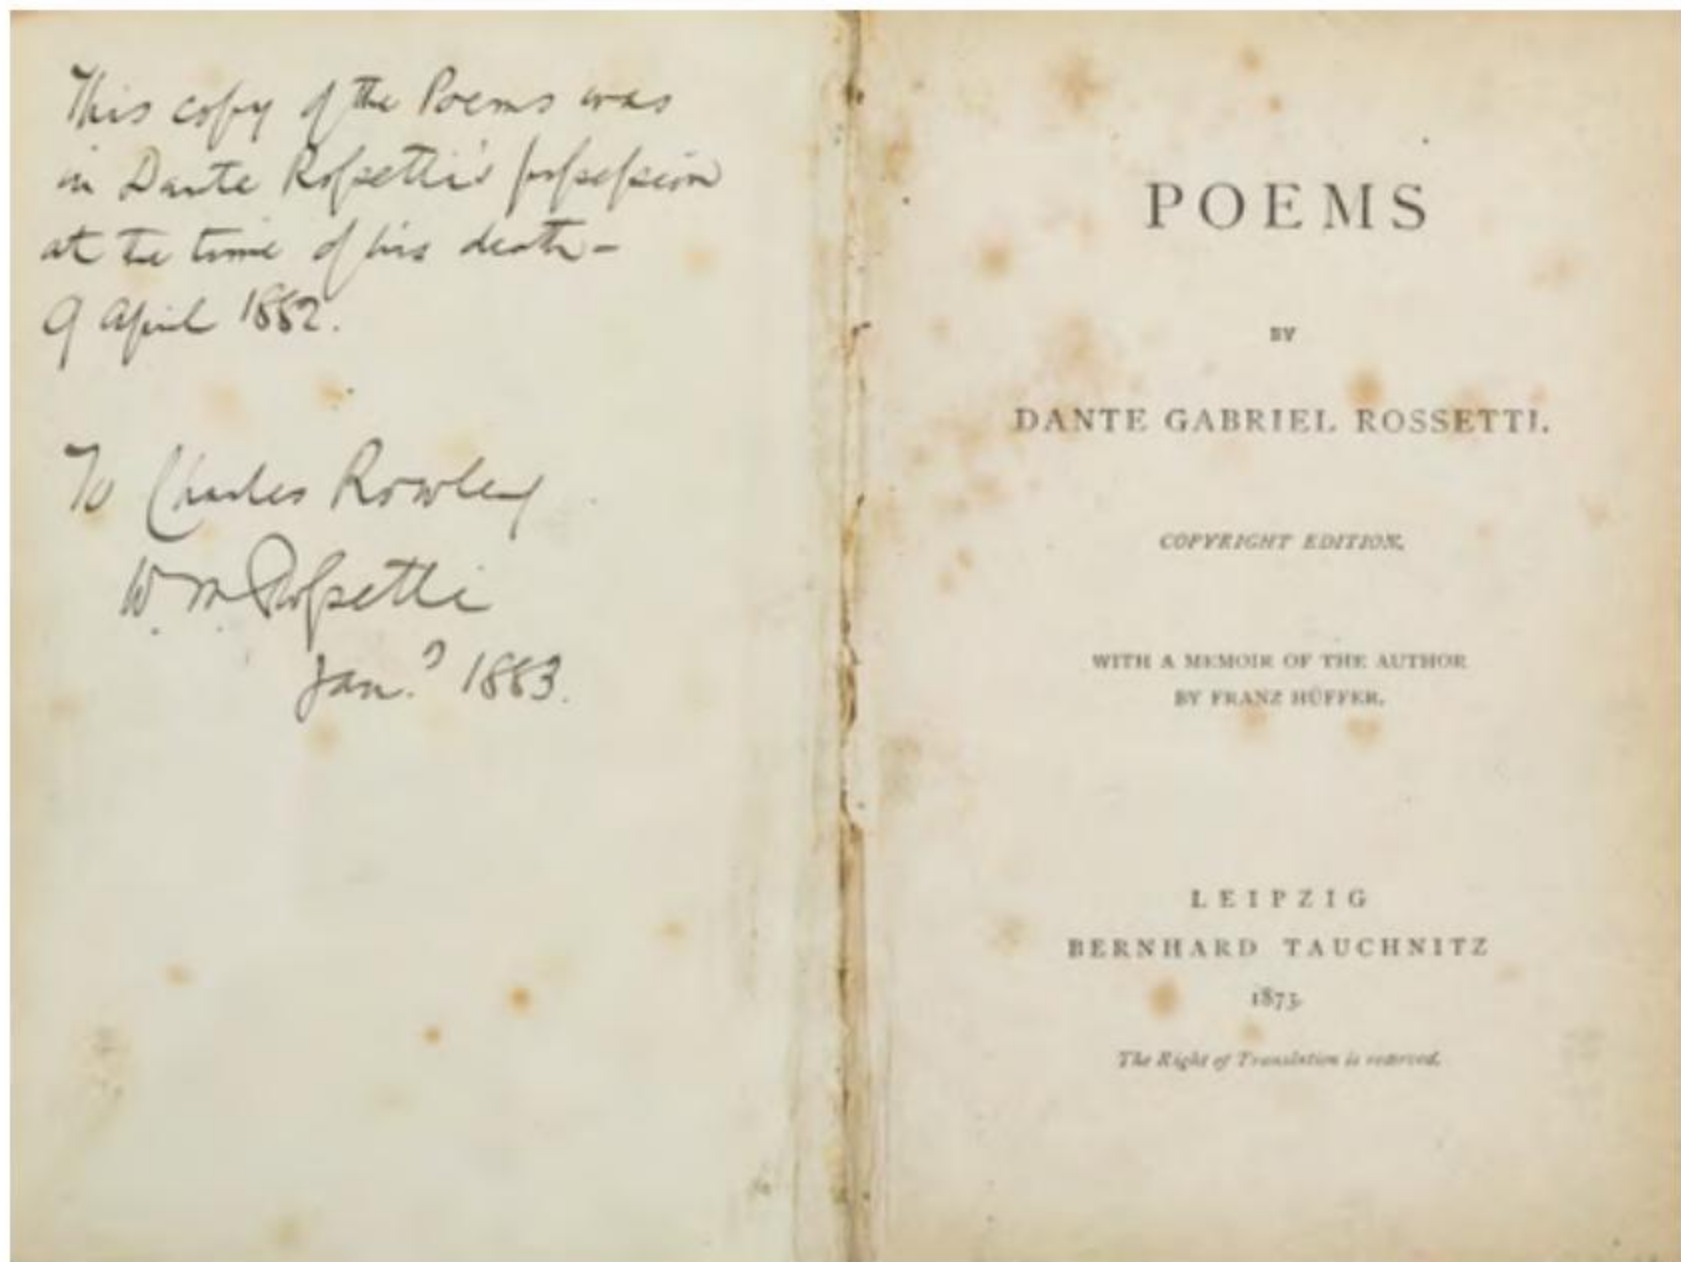 This copy of the Poems was
in Dante Roſsetti's poſseſsion
at the time of his death –
9 April 1882.
To Charles Rowley
W. M. Roſsetti
Jan.y 1883.
POEMS
BY
DANTE GABRIEL ROSSETTI.
COPYRIGHT EDITION.
WITH A MEMOIR OF THE AUTHOR
BY FRANZ HÜFFER.
LEIPZIG
BERNHARD TAUCHNITZ
1873.
The Right of Translation is reserved.